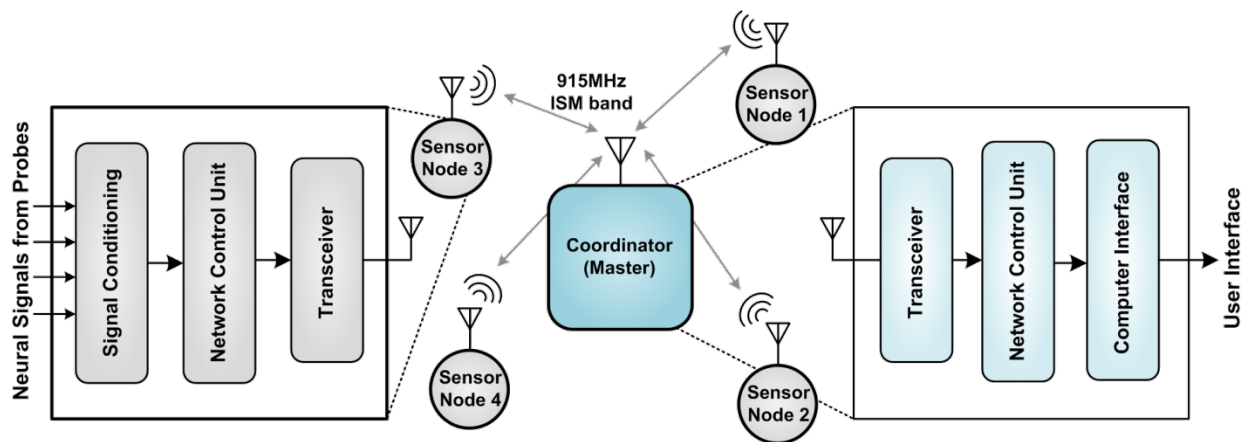 Neural Signals from Probes
Signal Conditioning
Network Control Unit
Transceiver
Sensor
Node 3
915MHz
ISM band
Sensor
Node 1
Coordinator
(Master)
Sensor
Node 4
Sensor
Node 2
Transceiver
Network Control Unit
Computer Interface
User Interface